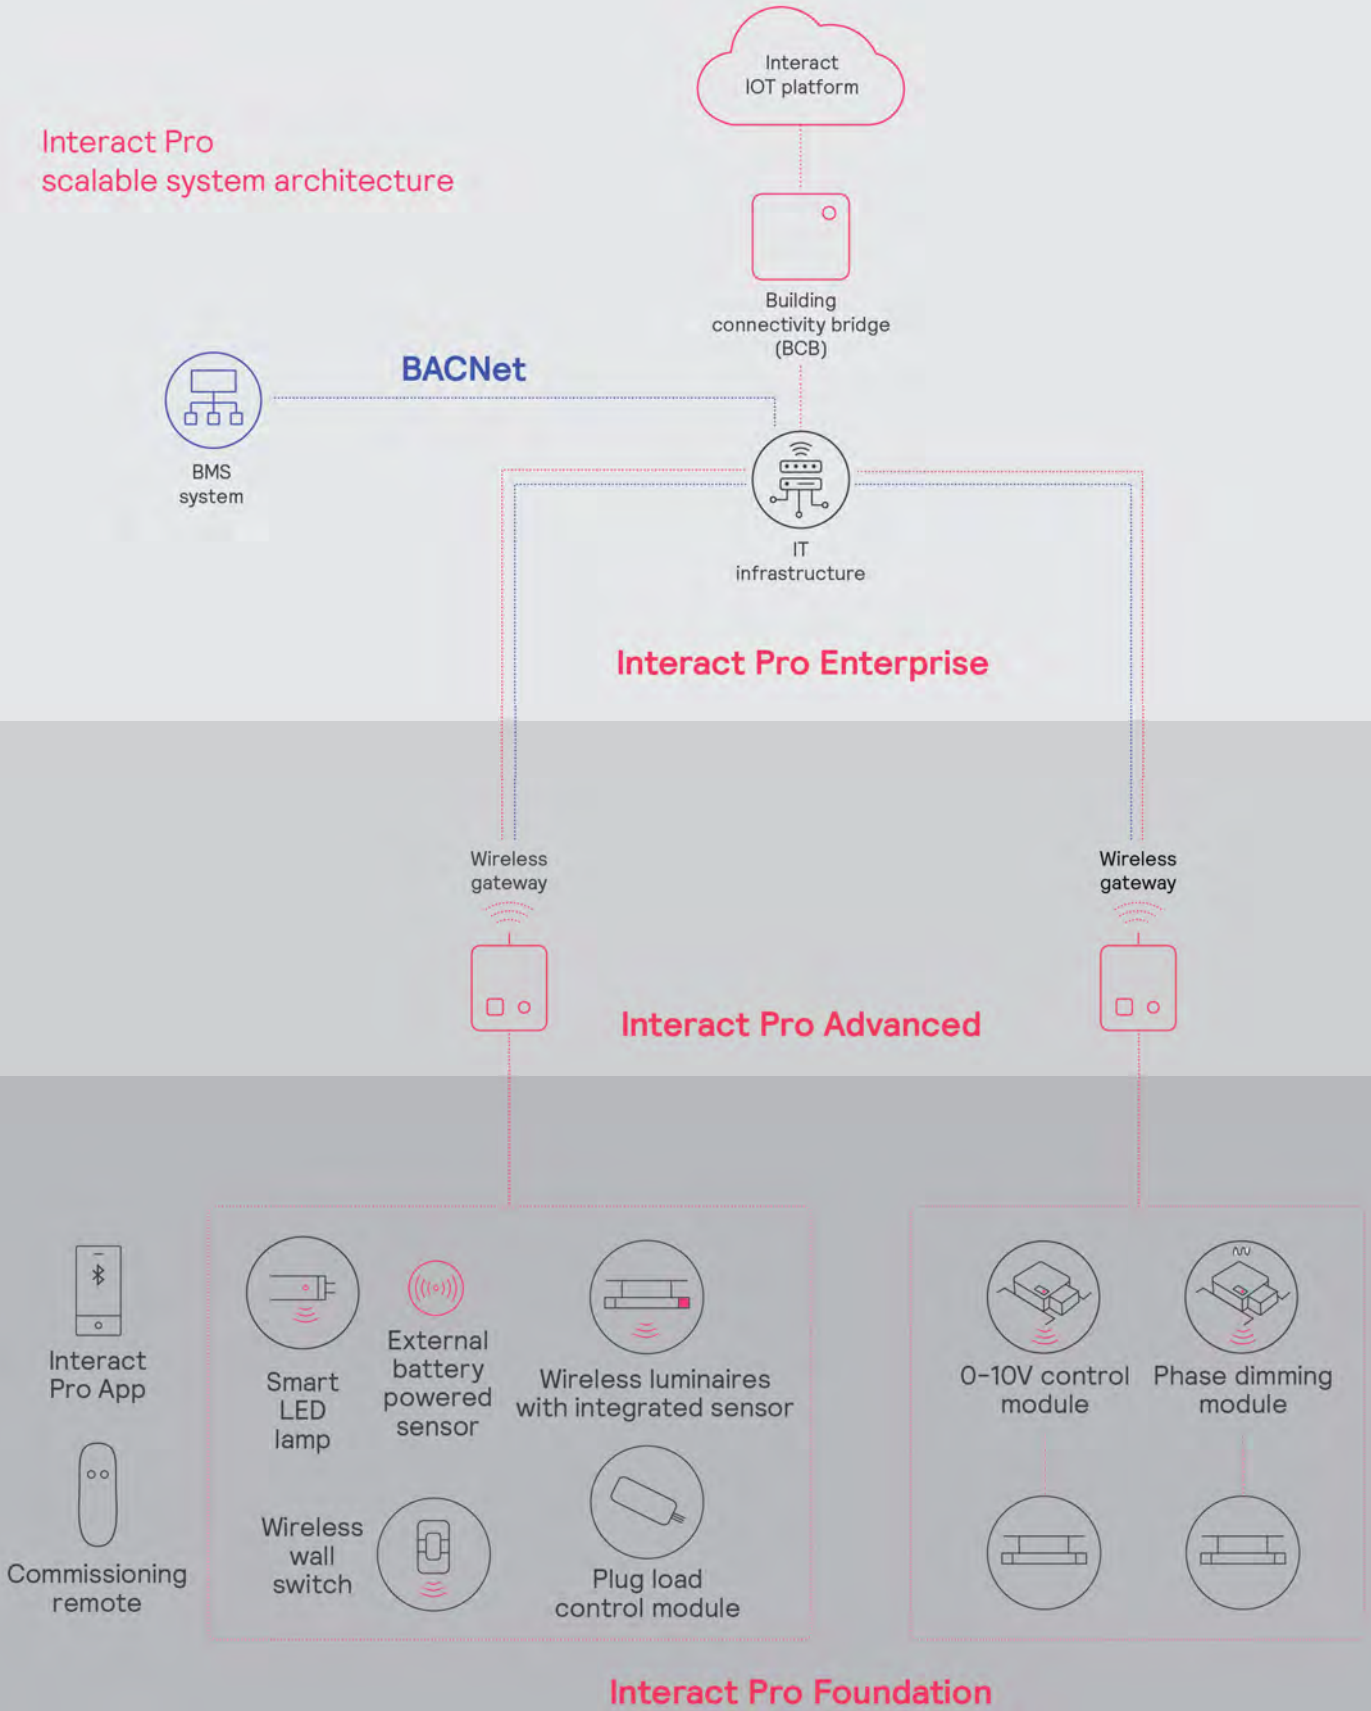 Interact
IOT platform
Interact Pro
scalable system architecture
Building
connectivity bridge
(BCB)
BACNet
BMS
system
IT
infrastructure
Interact Pro Enterprise
Wireless
gateway
Wireless
gateway
Interact Pro Advanced
Interact
Pro App
Smart
LED
lamp
External
battery
powered
sensor
Wireless luminaires
with integrated sensor
0-10V control
module
Phase dimming
module
Commissioning
remote
Wireless
wall
switch
Plug load
control module
Interact Pro Foundation